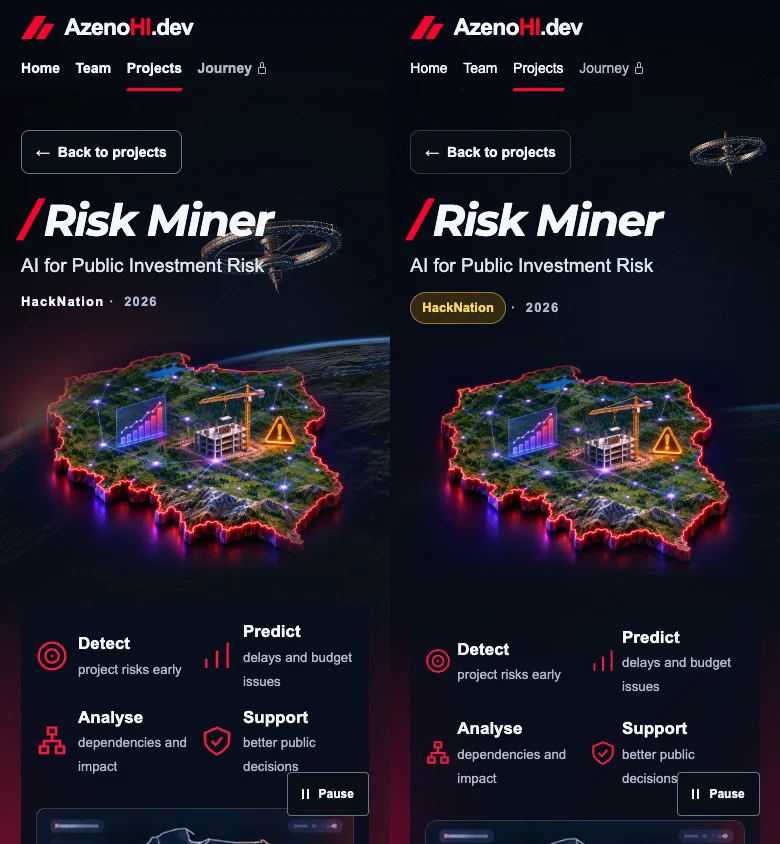 AzenoHI.dev
Home Team Projects Journey
← Back to projects
/Risk Miner
AI for Public Investment Risk
HackNation · 2026
Detect
project risks early
Predict
delays and budget
issues
Analyse
dependencies and
impact
Support
better public
decisions
Pause
AzenoHI.dev
Home Team Projects Journey
← Back to projects
/Risk Miner
AI for Public Investment Risk
HackNation · 2026
Detect
project risks early
Predict
delays and budget
issues
Analyse
dependencies and
impact
Support
better public
decisions
Pause